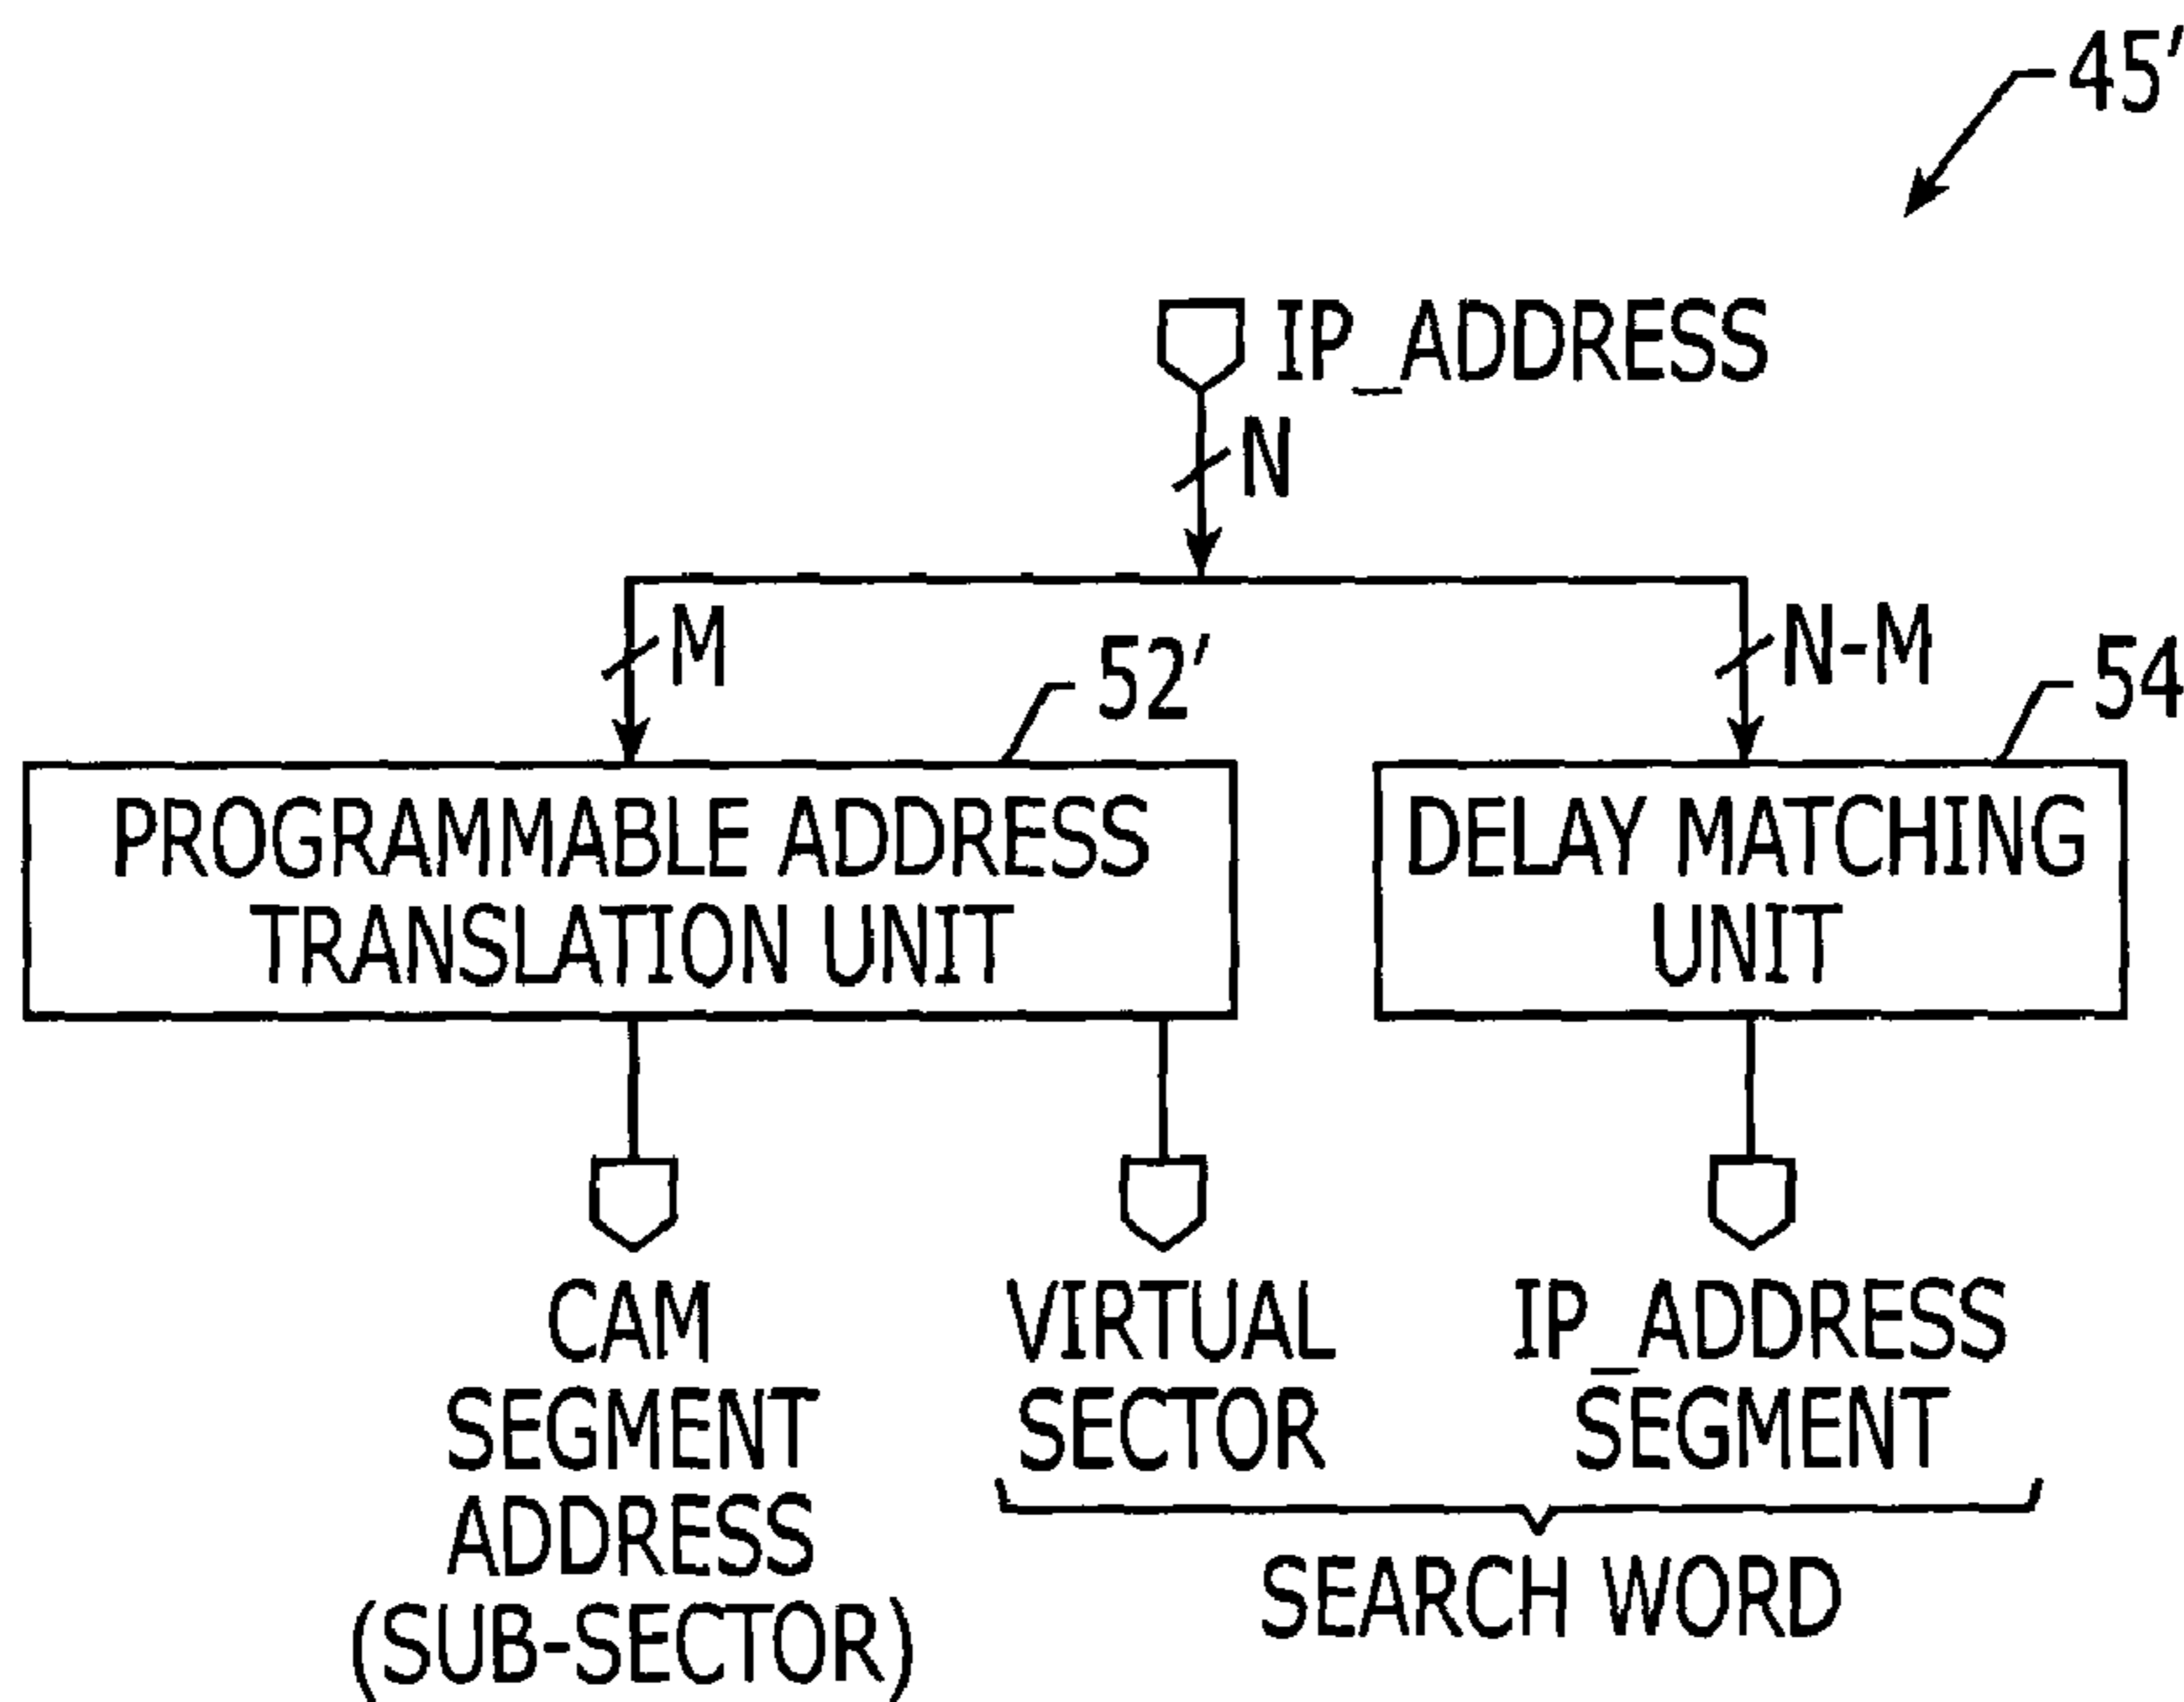 45'
IP_ADDRESS
N
M
N-M
52'
54
PROGRAMMABLE ADDRESS
TRANSLATION UNIT
DELAY MATCHING
UNIT
CAM
SEGMENT
ADDRESS
(SUB-SECTOR)
VIRTUAL
SECTOR
IP_ADDRESS
SEGMENT
SEARCH WORD